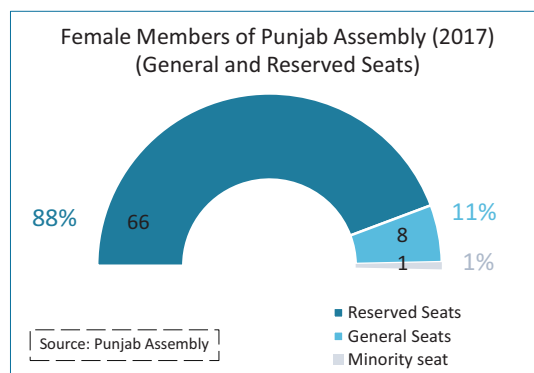 Female Members of Punjab Assembly (2017)
(General and Reserved Seats)
88%
66
11%
8
1
1%
Reserved Seats
General Seats
Minority seat
Source: Punjab Assembly